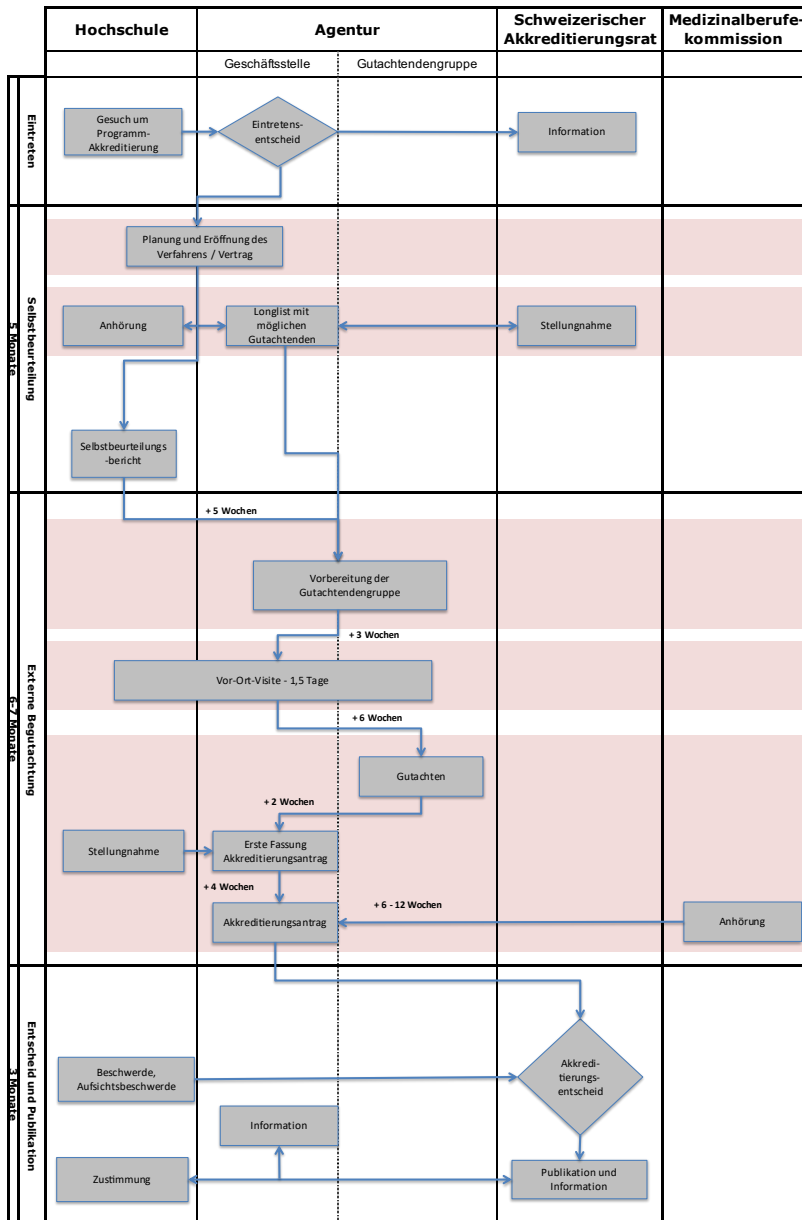 Hochschule
Agentur
Schweizerischer
Akkreditierungsrat
Medizinalberufe-
kommission
Geschäftsstelle
Gutachtendengruppe
Eintreten
Gesuch um
Programm-
Akkreditierung
Eintretens-
entscheid
Information
5 Monate
Selbstbeurteilung
Planung und Eröffnung des
Verfahrens / Vertrag
Anhörung
Longlist mit
möglichen
Gutachtenden
Stellungnahme
Selbstbeurteilungs
-bericht
6-7 Monate
Externe Begutachtung
+ 5 Wochen
Vorbereitung der
Gutachtendengruppe
+ 3 Wochen
Vor-Ort-Visite - 1,5 Tage
+ 6 Wochen
Gutachten
+ 2 Wochen
Stellungnahme
Erste Fassung
Akkreditierungsantrag
+ 4 Wochen
+ 6 - 12 Wochen
Akkreditierungsantrag
Anhörung
3 Monate
Entscheid und Publikation
Beschwerde,
Aufsichtsbeschwerde
Akkredi-
tierungs-
entscheid
Information
Zustimmung
Publikation und
Information